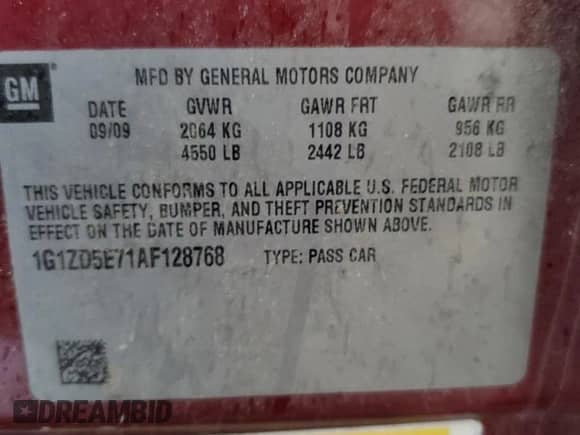 GM ®
MFD BY GENERAL MOTORS COMPANY
DATE GVWR GAWR FRT GAWR RR
09/09 2064 KG 1108 KG 956 KG
4550 LB 2442 LB 2108 LB
THIS VEHICLE CONFORMS TO ALL APPLICABLE U.S. FEDERAL MOTOR
VEHICLE SAFETY, BUMPER, AND THEFT PREVENTION STANDARDS IN
EFFECT ON THE DATE OF MANUFACTURE SHOWN ABOVE.
1G1ZD5E71AF128768 TYPE: PASS CAR
DREAMBID